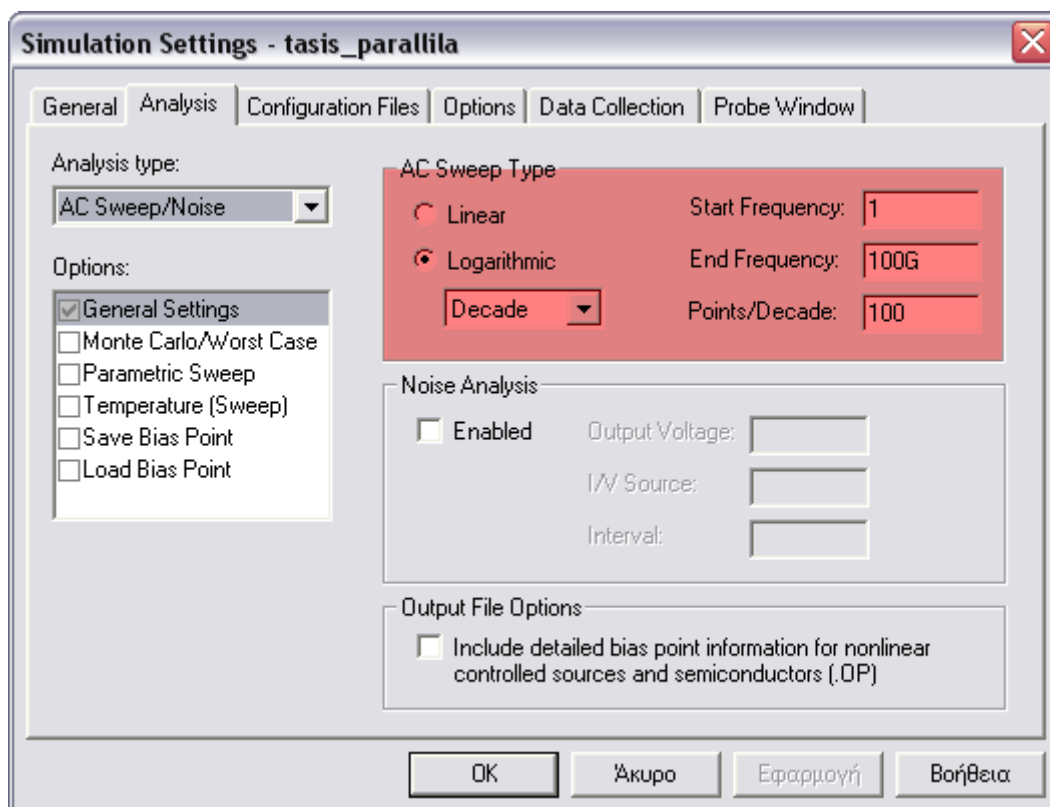 Simulation Settings - tasis_parallila
General Analysis Configuration Files Options Data Collection Probe Window
Analysis type:
AC Sweep/Noise
Options:
General Settings
Monte Carlo/Worst Case
Parametric Sweep
Temperature (Sweep)
Save Bias Point
Load Bias Point
AC Sweep Type
Linear
Logarithmic
Decade
Start Frequency: 1
End Frequency: 100G
Points/Decade: 100
Noise Analysis
Enabled
Output Voltage:
I/V Source:
Interval:
Output File Options
Include detailed bias point information for nonlinear
controlled sources and semiconductors (.OP)
OK Άκυρο Εφαρμογή Βοήθεια